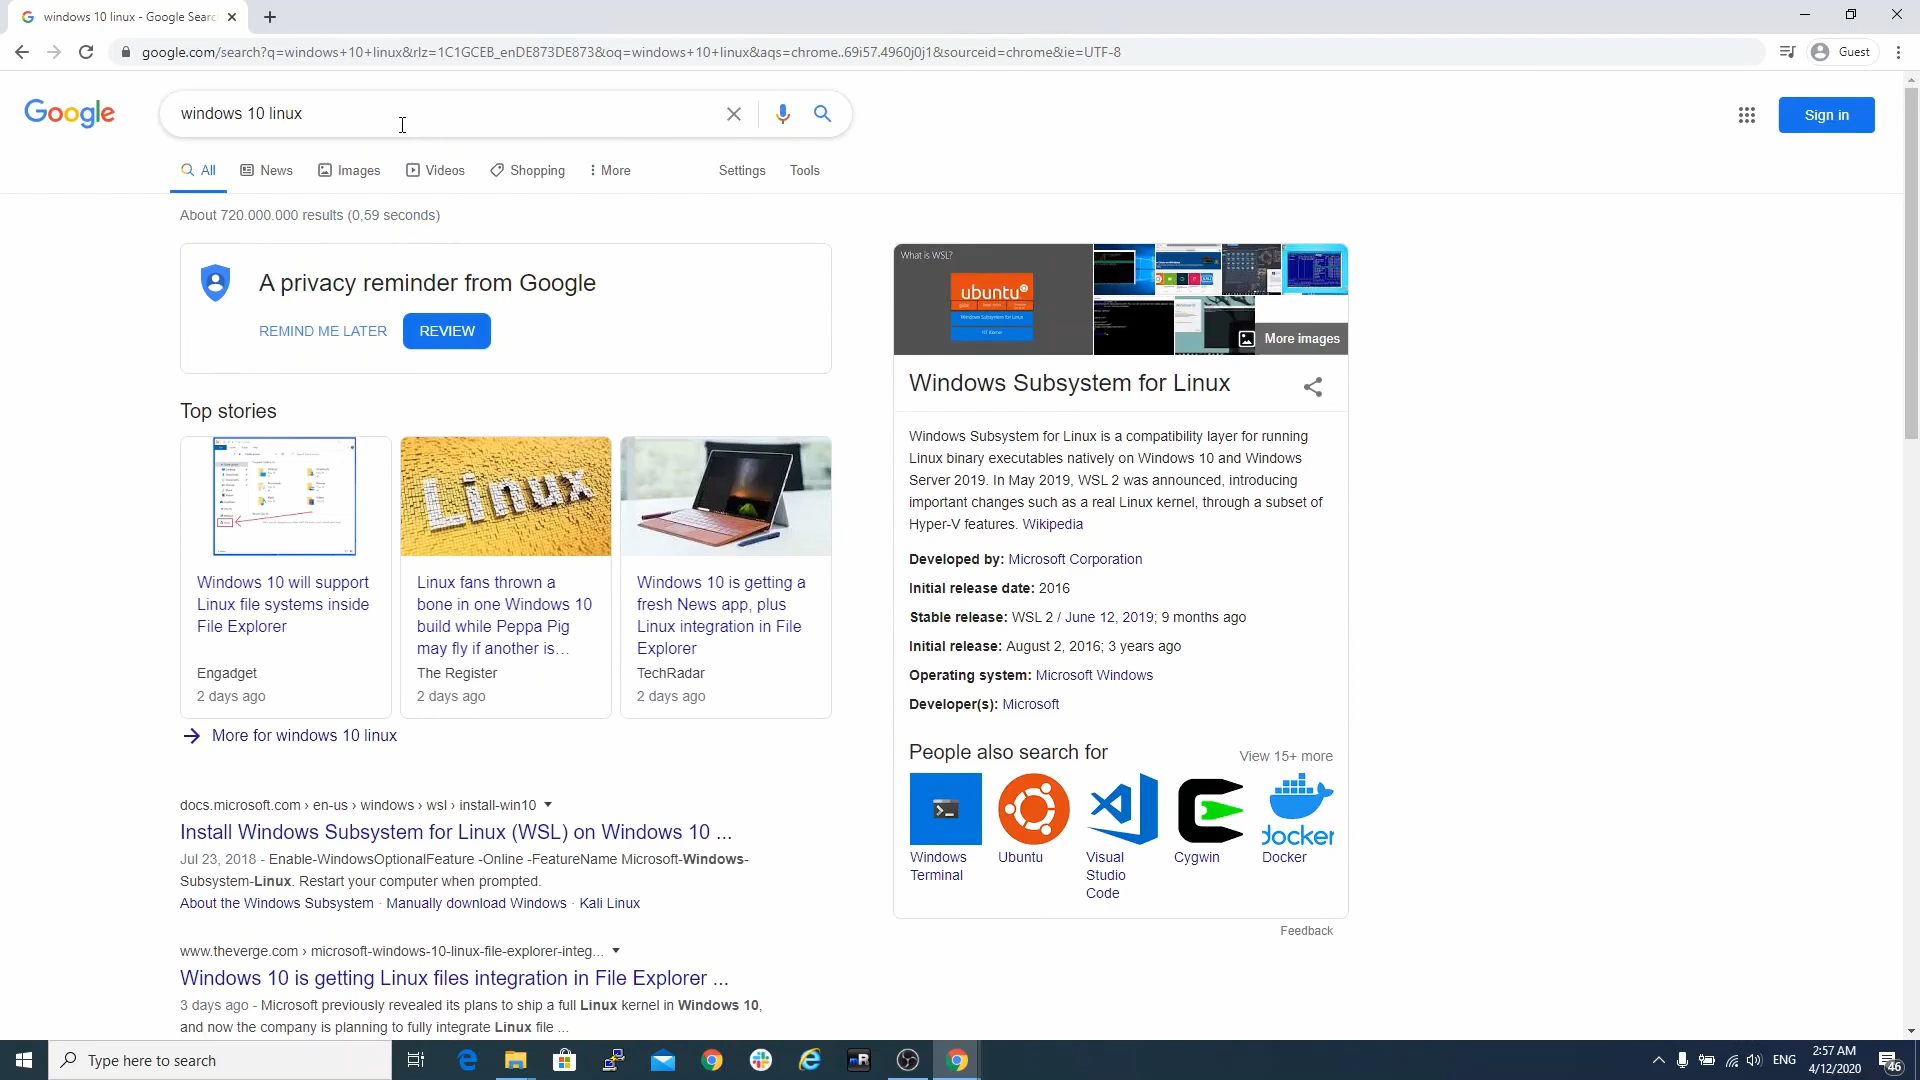 windows 10 linux - Google Searc
google.com/search?q=windows+10+linux&rlz=1C1GCEB_enDE873DE873&oq=windows+10+linux&aqs=chrome..69i57.4960j0j1&sourceid=chrome&ie=UTF-8
Guest
Google
windows 10 linux
Sign in
All News Images Videos Shopping More Settings Tools
About 720.000.000 results (0,59 seconds)
A privacy reminder from Google
REMIND ME LATER REVIEW
Top stories
Linux
Windows 10 will support
Linux file systems inside
File Explorer
Engadget
2 days ago
Linux fans thrown a
bone in one Windows 10
build while Peppa Pig
may fly if another is…
The Register
2 days ago
Windows 10 is getting a
fresh News app, plus
Linux integration in File
Explorer
TechRadar
2 days ago
More for windows 10 linux
docs.microsoft.com › en-us › windows › wsl › install-win10
Install Windows Subsystem for Linux (WSL) on Windows 10 ...
Jul 23, 2018 - Enable-WindowsOptionalFeature -Online -FeatureName Microsoft-Windows-
Subsystem-Linux. Restart your computer when prompted.
About the Windows Subsystem · Manually download Windows · Kali Linux
www.theverge.com › microsoft-windows-10-linux-file-explorer-integ...
Windows 10 is getting Linux files integration in File Explorer ...
3 days ago - Microsoft previously revealed its plans to ship a full Linux kernel in Windows 10,
and now the company is planning to fully integrate Linux file ...
What is WSL?
ubuntu
Windows Subsystem for Linux
NT Kernel
More images
Windows Subsystem for Linux
Windows Subsystem for Linux is a compatibility layer for running
Linux binary executables natively on Windows 10 and Windows
Server 2019. In May 2019, WSL 2 was announced, introducing
important changes such as a real Linux kernel, through a subset of
Hyper-V features. Wikipedia
Developed by: Microsoft Corporation
Initial release date: 2016
Stable release: WSL 2 / June 12, 2019; 9 months ago
Initial release: August 2, 2016; 3 years ago
Operating system: Microsoft Windows
Developer(s): Microsoft
People also search for View 15+ more
docker
Windows
Terminal
Ubuntu
Visual
Studio
Code
Cygwin
Docker
Feedback
Type here to search
ENG
2:57 AM
4/12/2020
46